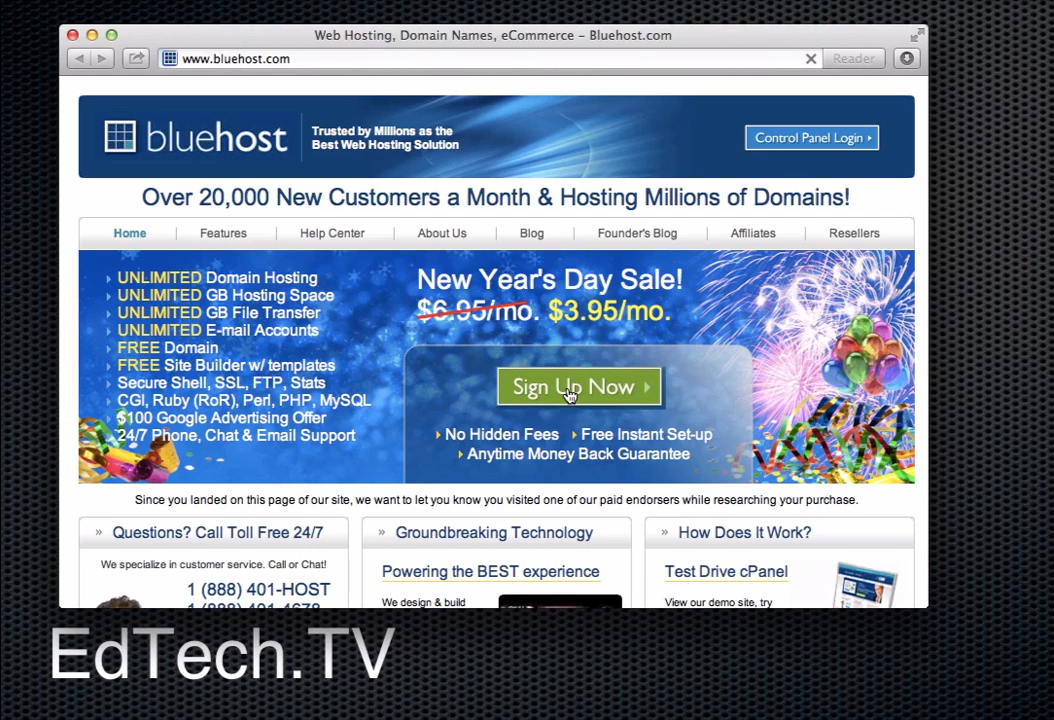 Web Hosting, Domain Names, eCommerce – Bluehost.com
www.bluehost.com
Reader
bluehost
Trusted by Millions as the
Best Web Hosting Solution
Control Panel Login
Over 20,000 New Customers a Month & Hosting Millions of Domains!
Home Features Help Center About Us Blog Founder's Blog Affiliates Resellers
UNLIMITED Domain Hosting
UNLIMITED GB Hosting Space
UNLIMITED GB File Transfer
UNLIMITED E-mail Accounts
FREE Domain
FREE Site Builder w/ templates
Secure Shell, SSL, FTP, Stats
CGI, Ruby (RoR), Perl, PHP, MySQL
$100 Google Advertising Offer
24/7 Phone, Chat & Email Support
New Year's Day Sale!
$6.95/mo. $3.95/mo.
Sign Up Now
No Hidden Fees Free Instant Set-up
Anytime Money Back Guarantee
Since you landed on this page of our site, we want to let you know you visited one of our paid endorsers while researching your purchase.
» Questions? Call Toll Free 24/7
We specialize in customer service. Call or Chat!
1 (888) 401-HOST
1 (888) 401-4678
» Groundbreaking Technology
Powering the BEST experience
We design & build
» How Does It Work?
Test Drive cPanel
View our demo site, try
EdTech.TV